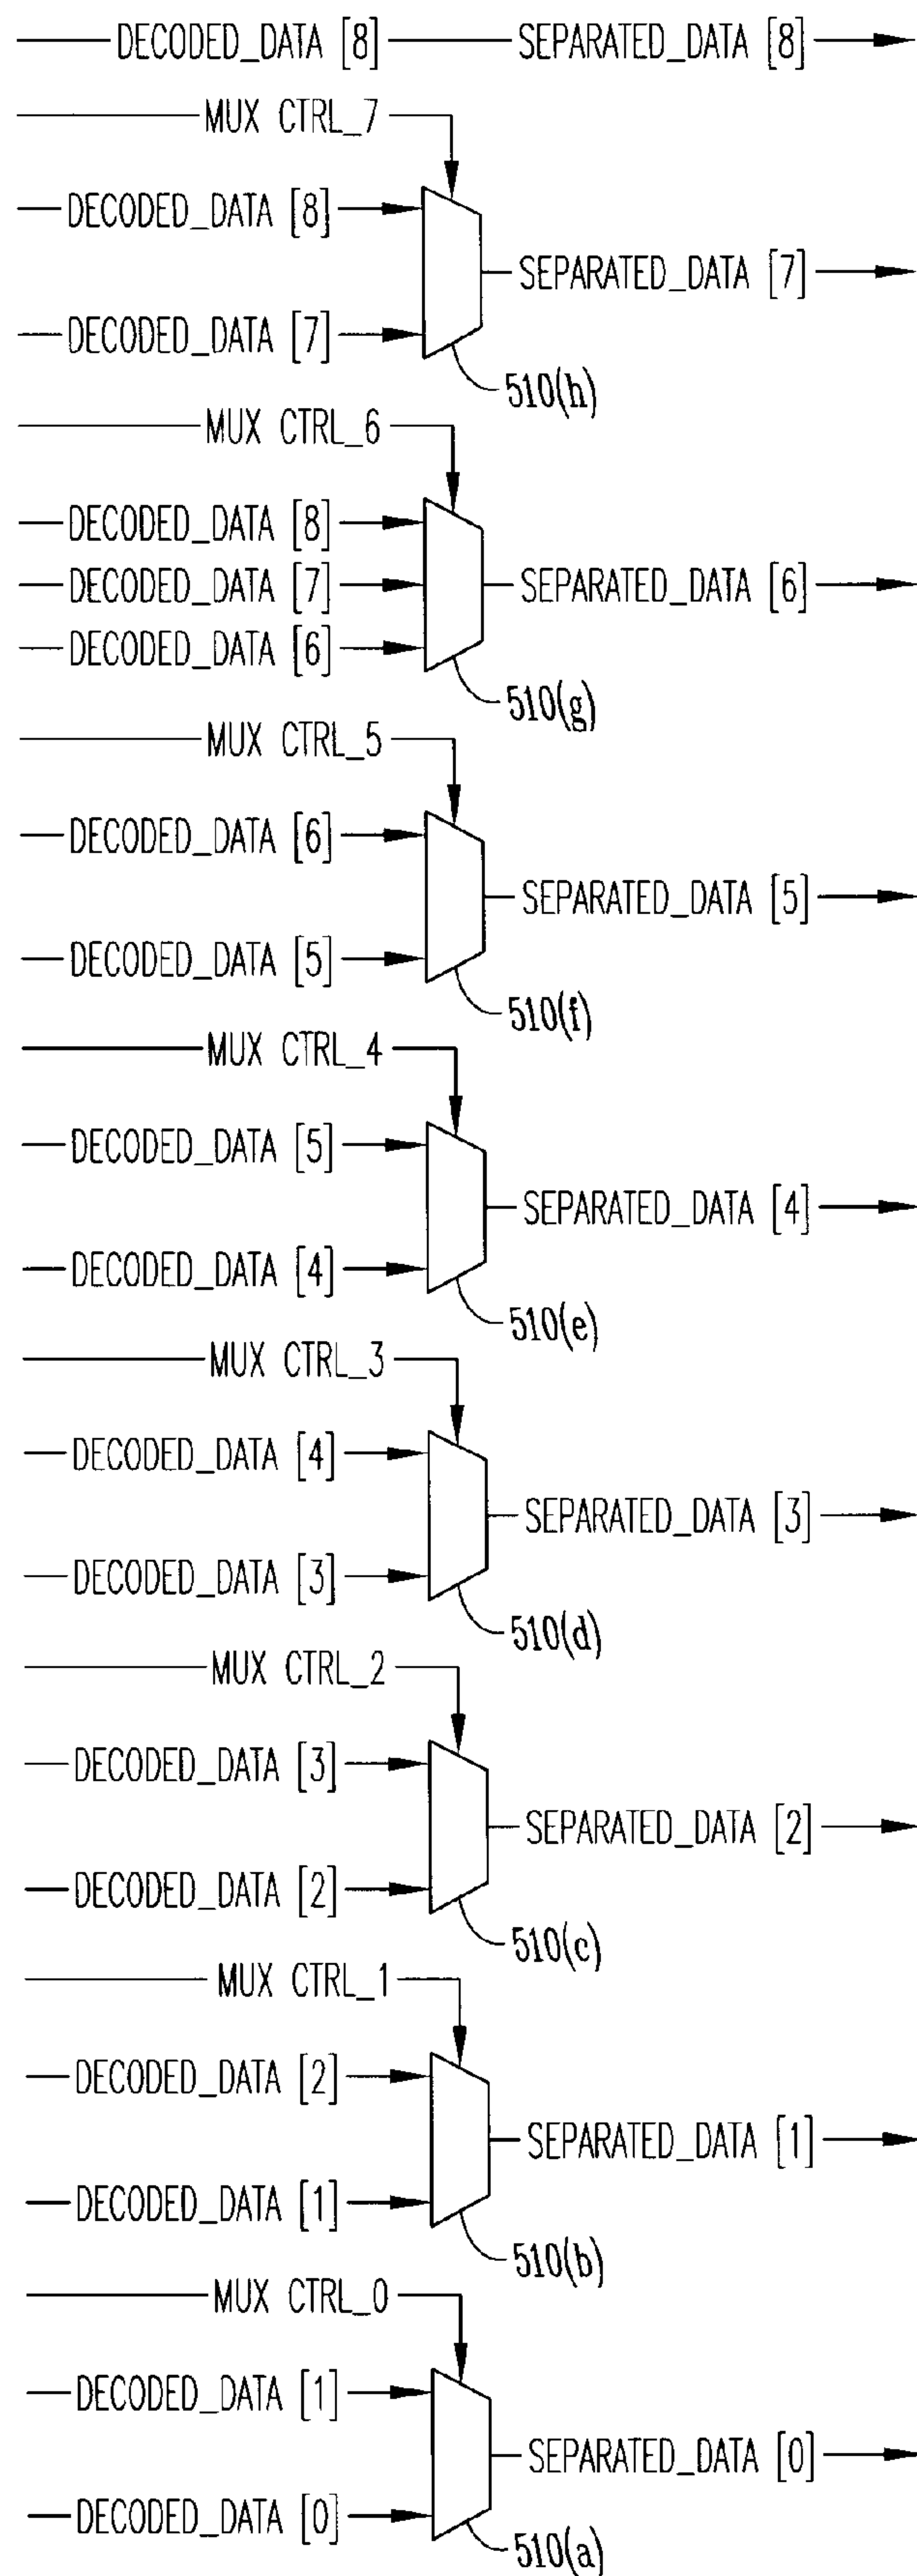 DECODED_DATA [8] SEPARATED_DATA [8]
MUX CTRL_7
DECODED_DATA [8]
SEPARATED_DATA [7]
DECODED_DATA [7]
510(h)
MUX CTRL_6
DECODED_DATA [8]
DECODED_DATA [7] SEPARATED_DATA [6]
DECODED_DATA [6]
510(g)
MUX CTRL_5
DECODED_DATA [6]
SEPARATED_DATA [5]
DECODED_DATA [5]
510(f)
MUX CTRL_4
DECODED_DATA [5]
SEPARATED_DATA [4]
DECODED_DATA [4]
510(e)
MUX CTRL_3
DECODED_DATA [4]
SEPARATED_DATA [3]
DECODED_DATA [3]
510(d)
MUX CTRL_2
DECODED_DATA [3]
SEPARATED_DATA [2]
DECODED_DATA [2]
510(c)
MUX CTRL_1
DECODED_DATA [2]
SEPARATED_DATA [1]
DECODED_DATA [1]
510(b)
MUX CTRL_0
DECODED_DATA [1]
SEPARATED_DATA [0]
DECODED_DATA [0]
510(a)